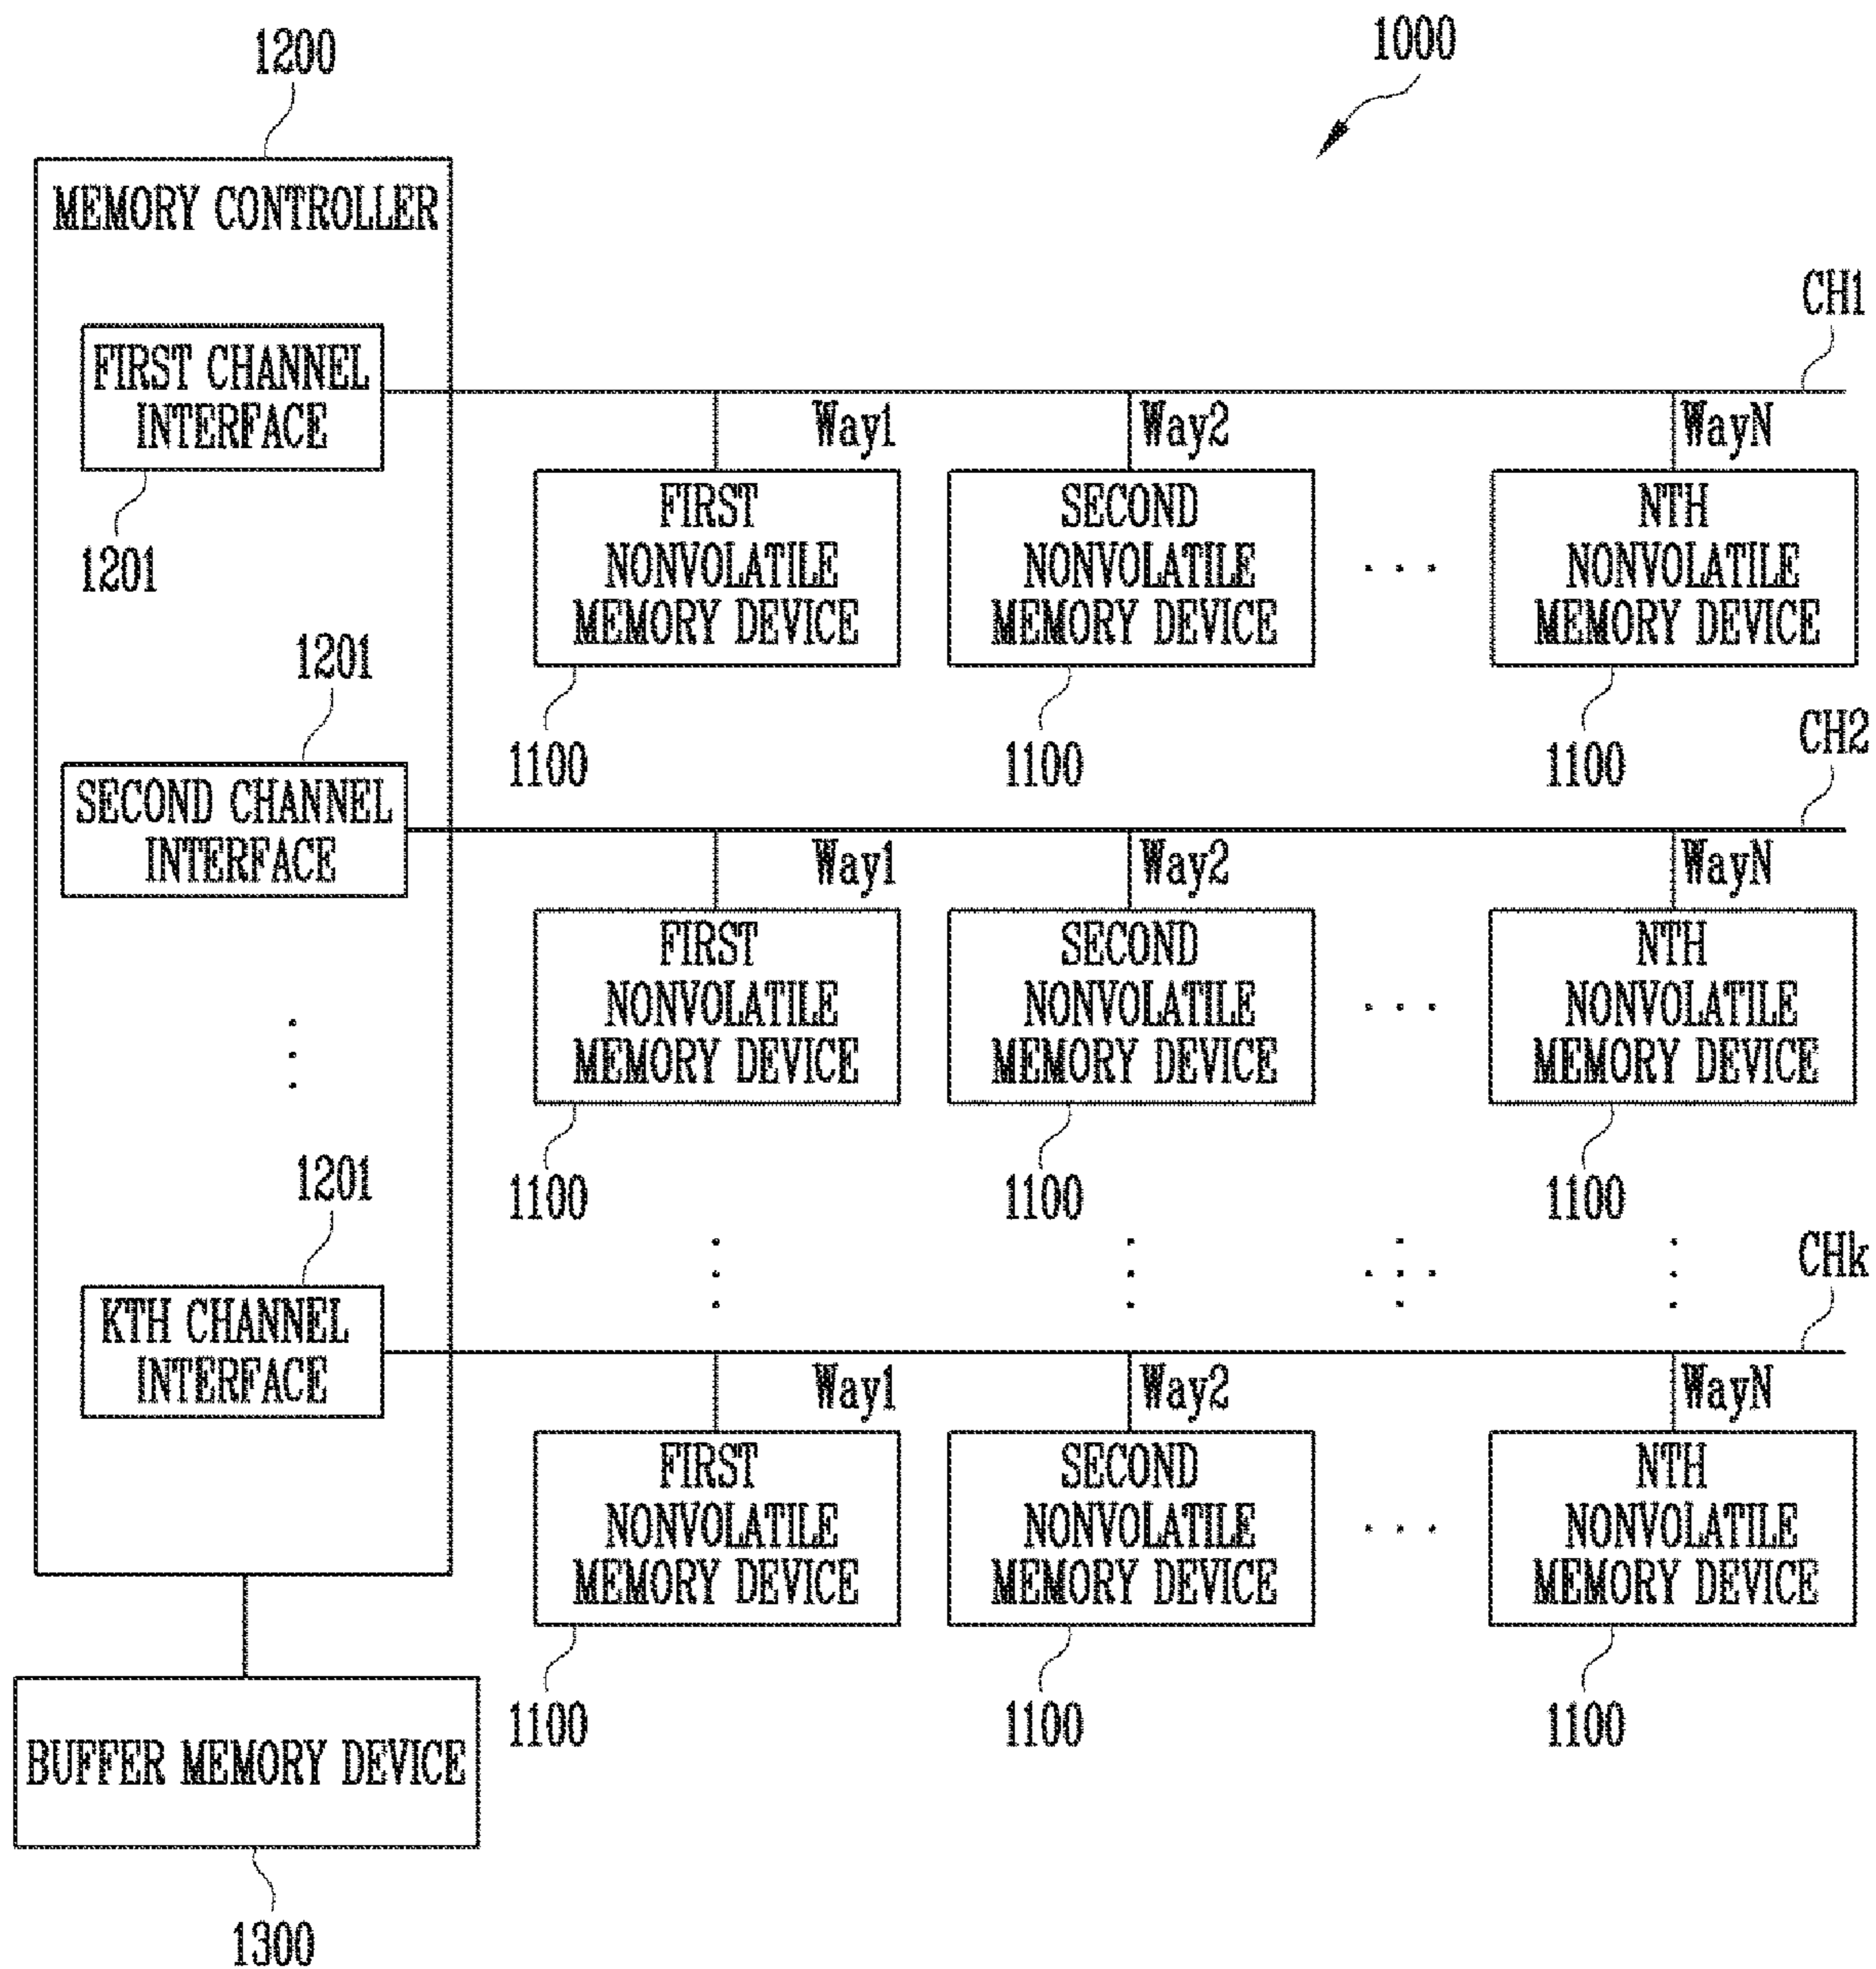 1200
1000
MEMORY CONTROLLER
CH1
FIRST CHANNEL
INTERFACE
Way1
Way2
WayN
1201
FIRST
NONVOLATILE
MEMORY DEVICE
SECOND
NONVOLATILE
MEMORY DEVICE
. . .
NTH
NONVOLATILE
MEMORY DEVICE
1201
1100
1100
1100
CH2
SECOND CHANNEL
INTERFACE
Way1
Way2
WayN
FIRST
NONVOLATILE
MEMORY DEVICE
SECOND
NONVOLATILE
MEMORY DEVICE
. . .
NTH
NONVOLATILE
MEMORY DEVICE
1201
1100
1100
1100
CHk
KTH CHANNEL
INTERFACE
Way1
Way2
WayN
FIRST
NONVOLATILE
MEMORY DEVICE
SECOND
NONVOLATILE
MEMORY DEVICE
. . .
NTH
NONVOLATILE
MEMORY DEVICE
1100
1100
1100
BUFFER MEMORY DEVICE
1300